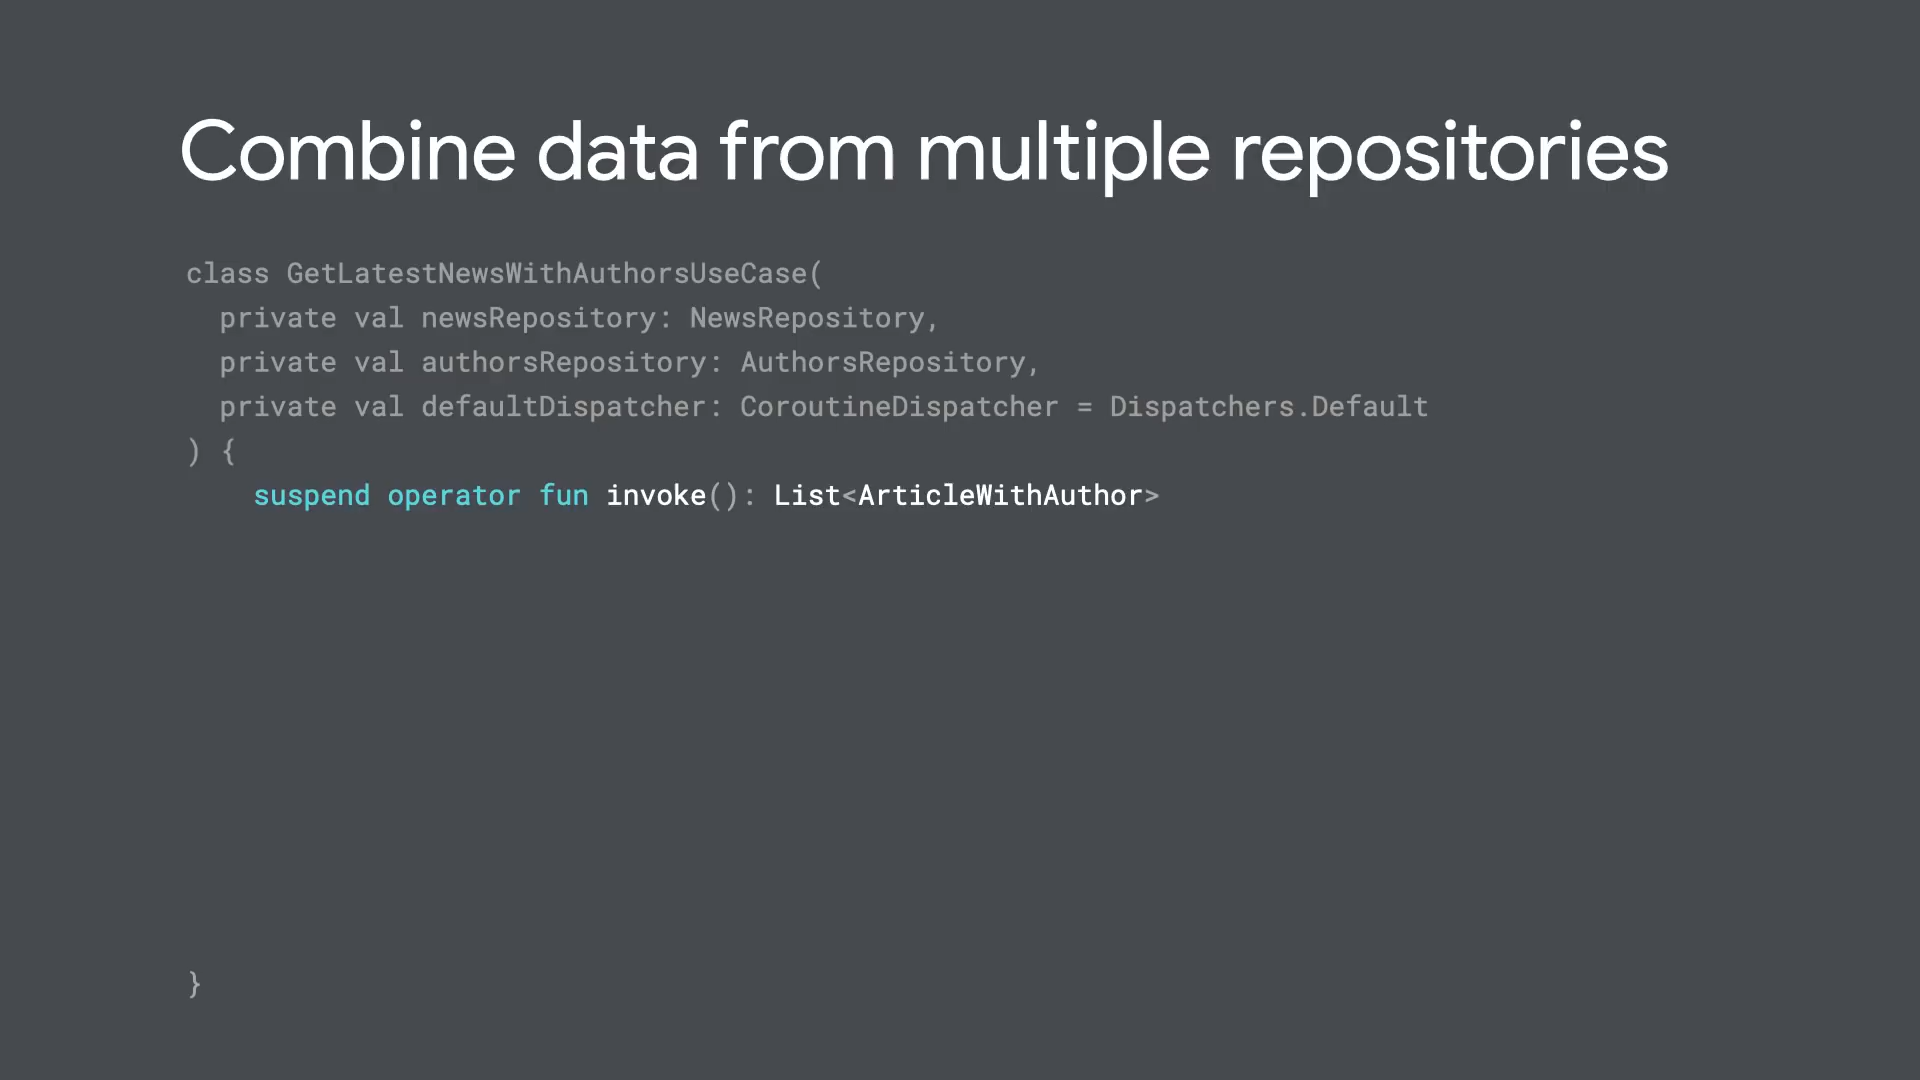 Combine data from multiple repositories
class GetLatestNewsWithAuthorsUseCase(
  private val newsRepository: NewsRepository,
  private val authorsRepository: AuthorsRepository,
  private val defaultDispatcher: CoroutineDispatcher = Dispatchers.Default
) {
    suspend operator fun invoke(): List<ArticleWithAuthor>
}